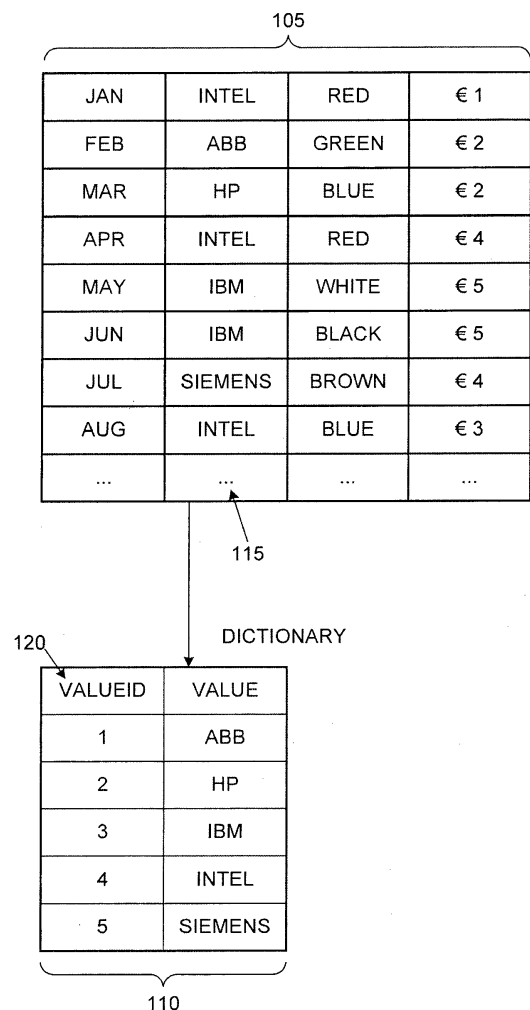 105
JAN INTEL RED € 1
FEB ABB GREEN € 2
MAR HP BLUE € 2
APR INTEL RED € 4
MAY IBM WHITE € 5
JUN IBM BLACK € 5
JUL SIEMENS BROWN € 4
AUG INTEL BLUE € 3
... ... ... ...
115
DICTIONARY
120
VALUEID VALUE
1 ABB
2 HP
3 IBM
4 INTEL
5 SIEMENS
110